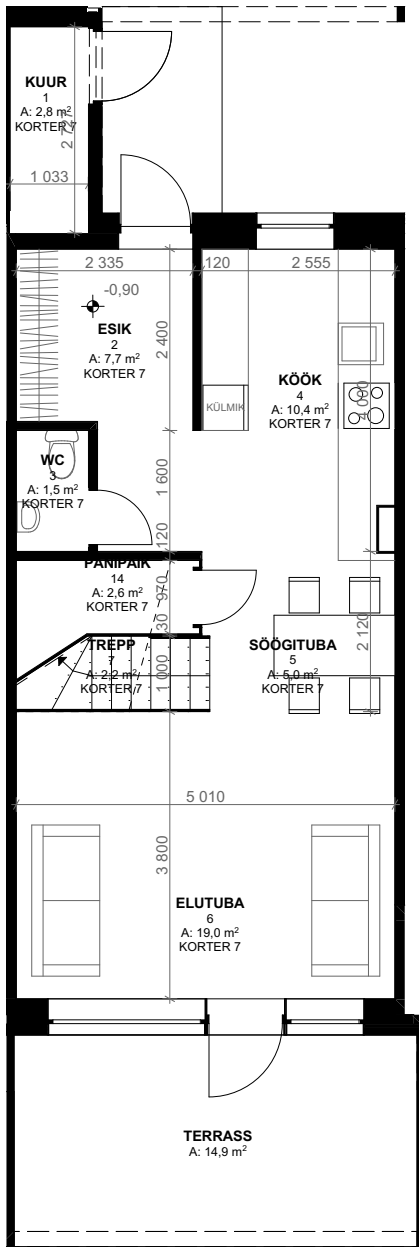 KUUR
1
A: 2,8 m²
KORTER 7
1 033
2 335
120
2 555
-0,90
ESIK
2
A: 7,7 m²
KORTER 7
2 400
KÖÖK
4
A: 10,4 m²
KORTER 7
KÜLMIK
WC
3
A: 1,5 m²
KORTER 7
1 600
120
PANIPAIK
14
A: 2,6 m²
KORTER 7
970
30
TREPP
7
A: 2,2 m²
KORTER 7
1 000
SÖÖGITUBA
5
A: 5,0 m²
KORTER 7
2 120
5 010
3 800
ELUTUBA
6
A: 19,0 m²
KORTER 7
TERRASS
A: 14,9 m²